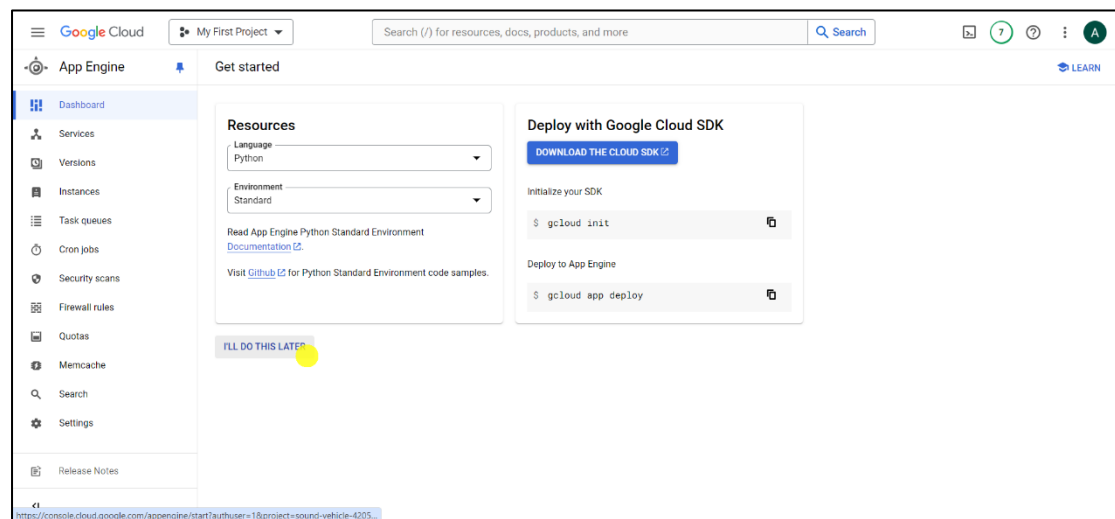 Google Cloud
My First Project
Search (/) for resources, docs, products, and more
Search
7
A
App Engine
Get started
LEARN
Dashboard
Services
Versions
Instances
Task queues
Cron jobs
Security scans
Firewall rules
Quotas
Memcache
Search
Settings
Release Notes
Resources
Language
Python
Environment
Standard
Read App Engine Python Standard Environment
Documentation.
Visit Github for Python Standard Environment code samples.
Deploy with Google Cloud SDK
DOWNLOAD THE CLOUD SDK
Initialize your SDK
$ gcloud init
Deploy to App Engine
$ gcloud app deploy
I'LL DO THIS LATER
https://console.cloud.google.com/appengine/start?authuser=1&project=sound-vehicle-4205...